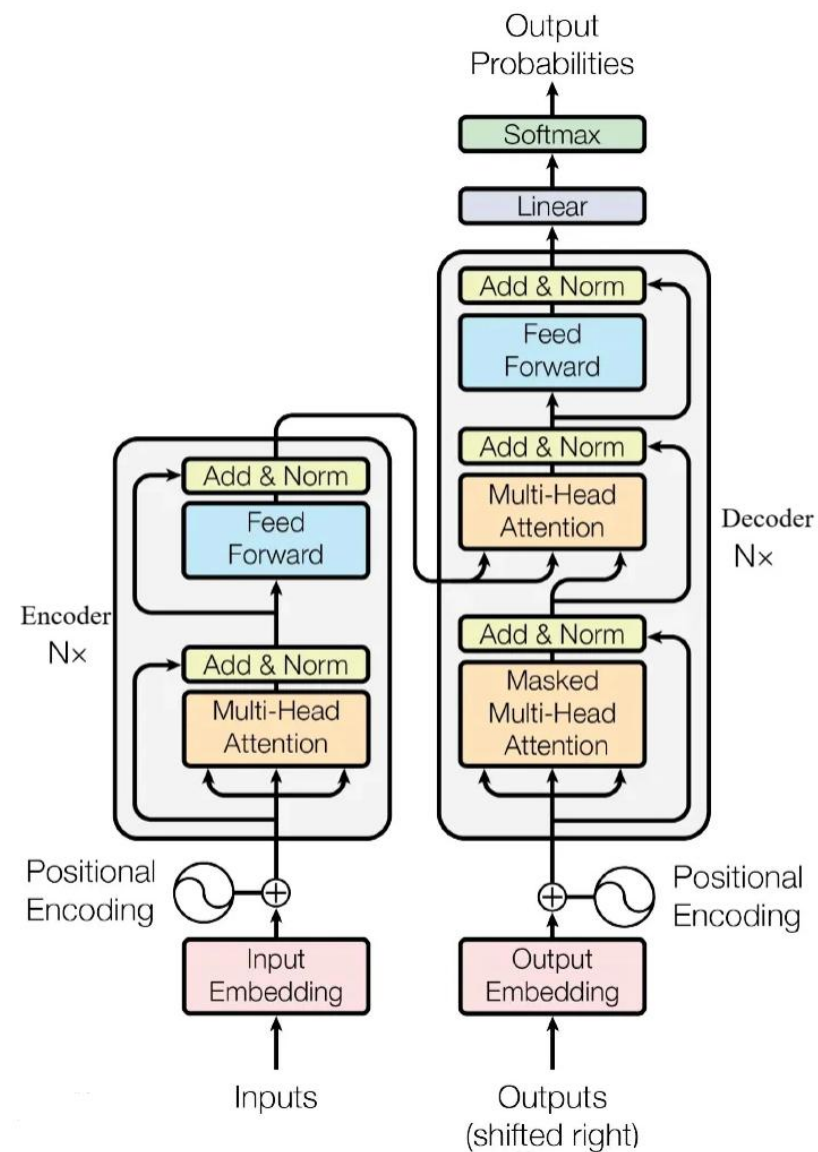 Output
Probabilities
Softmax
Linear
Add & Norm
Feed
Forward
Add & Norm
Multi-Head
Attention
Decoder
N×
Add & Norm
Masked
Multi-Head
Attention
Add & Norm
Feed
Forward
Encoder
N×
Add & Norm
Multi-Head
Attention
Positional
Encoding
Positional
Encoding
Input
Embedding
Output
Embedding
Inputs
Outputs
(shifted right)